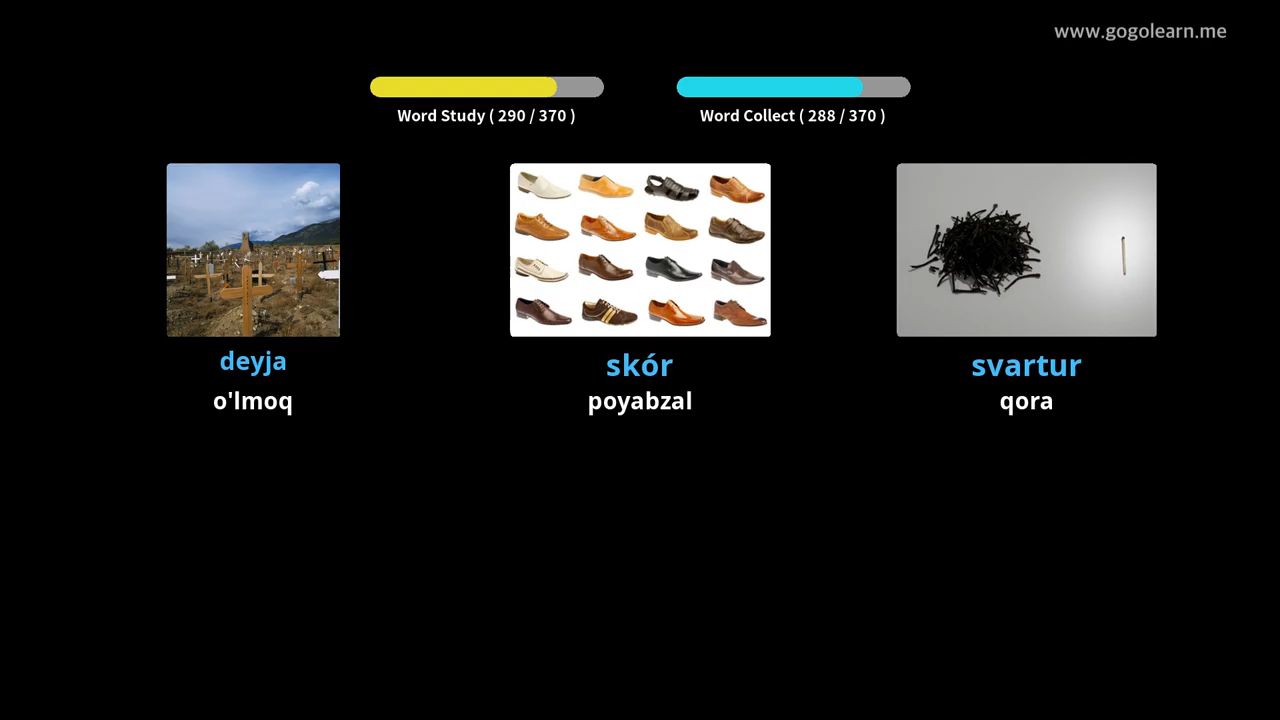 www.gogolearn.me
Word Study ( 290 / 370 )
Word Collect ( 288 / 370 )
deyja
o'lmoq
skór
poyabzal
svartur
qora